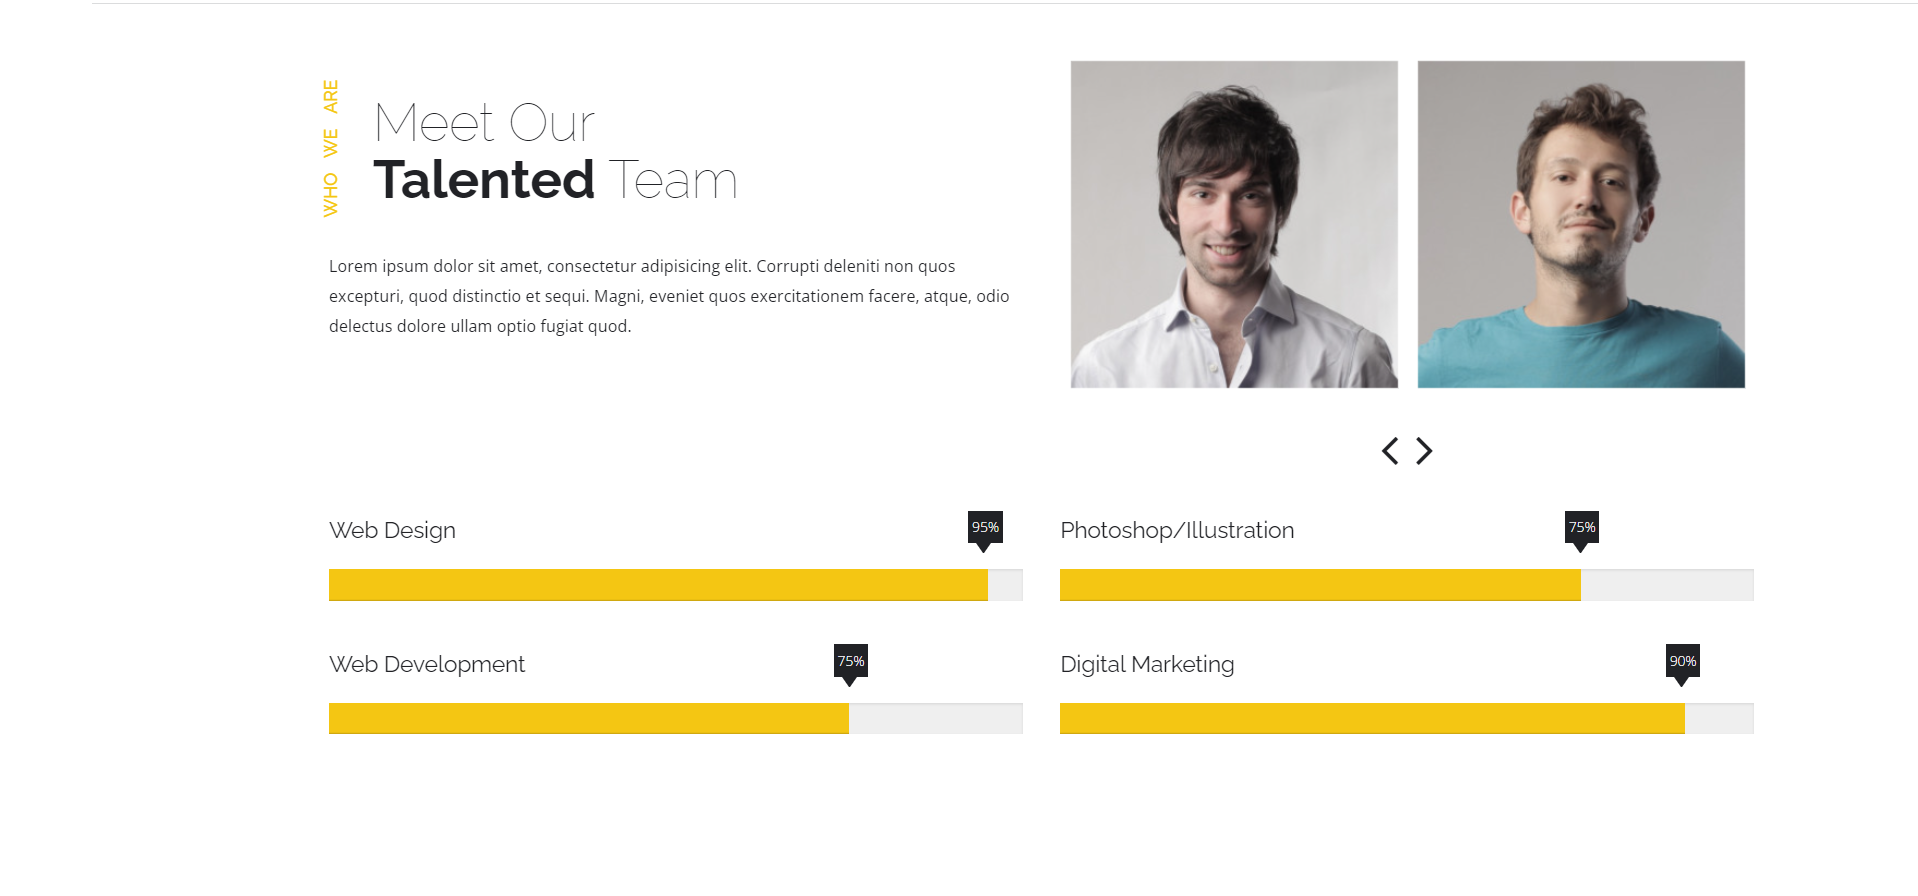 WHO WE ARE
Meet Our
Talented Team
Lorem ipsum dolor sit amet, consectetur adipisicing elit. Corrupti deleniti non quos
excepturi, quod distinctio et sequi. Magni, eveniet quos exercitationem facere, atque, odio
delectus dolore ullam optio fugiat quod.
Web Design
95%
Photoshop/Illustration
75%
Web Development
75%
Digital Marketing
90%